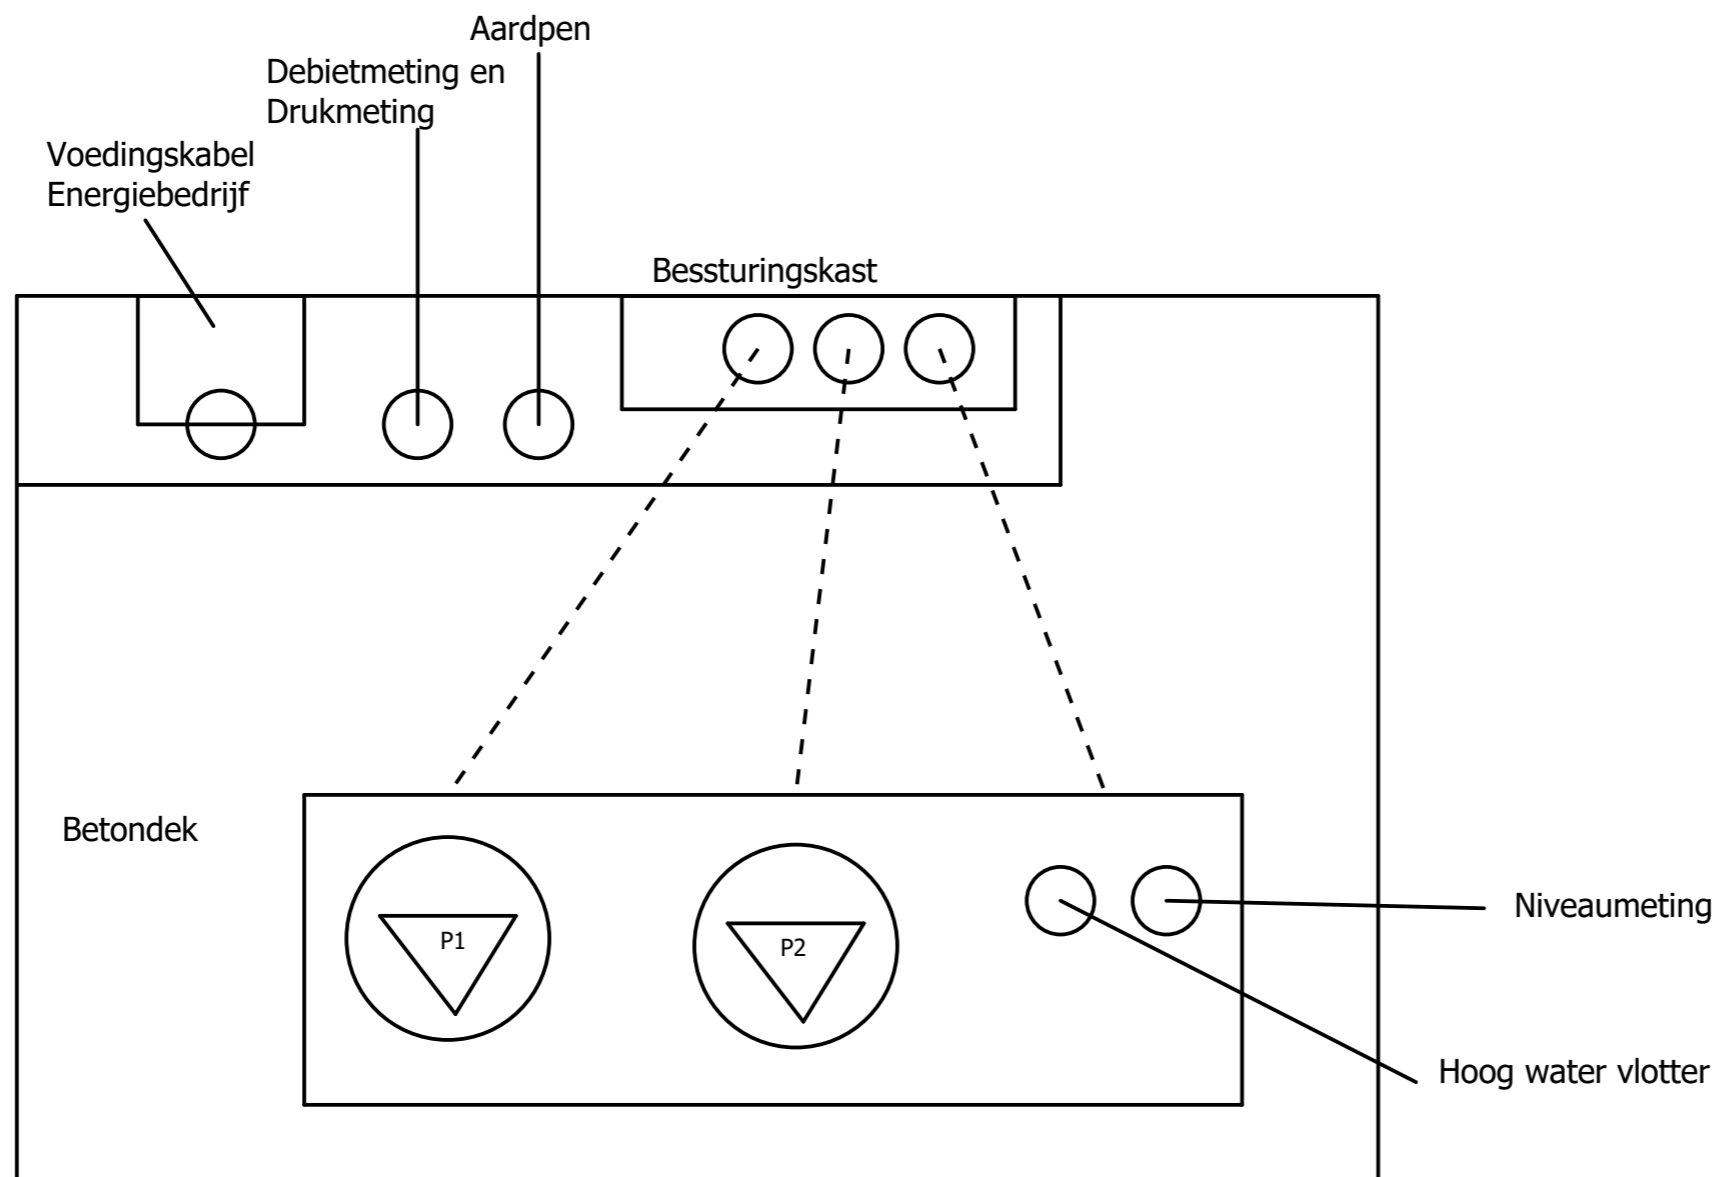 Aardpen
Debietmeting en
Drukmeting
Voedingskabel
Energiebedrijf
Bessturingskast
Betondek
P1
P2
Niveaumeting
Hoog water vlotter